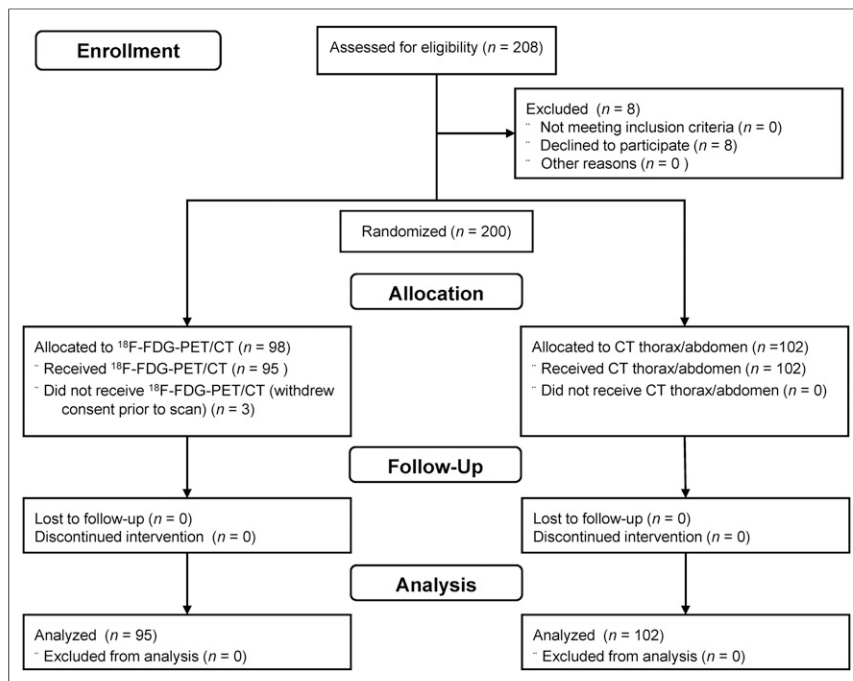 Enrollment
Assessed for eligibility (n = 208)
Excluded (n = 8)
¨ Not meeting inclusion criteria (n = 0)
¨ Declined to participate (n = 8)
¨ Other reasons (n = 0 )
Randomized (n = 200)
Allocation
Allocated to ¹⁸F-FDG-PET/CT (n = 98)
¨ Received ¹⁸F-FDG-PET/CT (n = 95 )
¨ Did not receive ¹⁸F-FDG-PET/CT (withdrew
consent prior to scan) (n = 3)
Allocated to CT thorax/abdomen (n =102)
¨ Received CT thorax/abdomen (n = 102)
¨ Did not receive CT thorax/abdomen (n = 0)
Follow-Up
Lost to follow-up (n = 0)
Discontinued intervention (n = 0)
Lost to follow-up (n = 0)
Discontinued intervention (n = 0)
Analysis
Analyzed (n = 95)
¨ Excluded from analysis (n = 0)
Analyzed (n = 102)
¨ Excluded from analysis (n = 0)